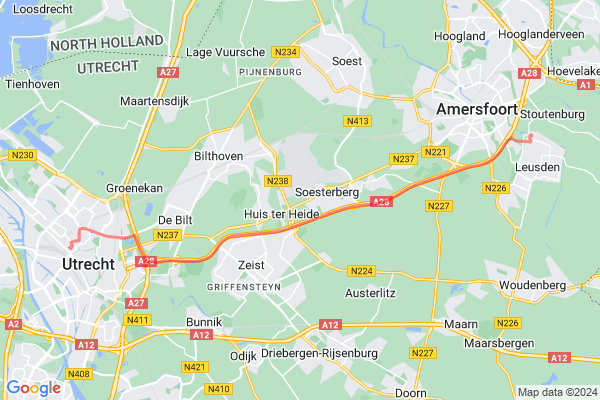 Loosdrecht
Hoogland
Hooglanderveen
NORTH HOLLAND
UTRECHT
Lage Vuursche
N234
Soest
A27
PIJNENBURG
A28
Hoevelake
Tienhoven
A1
Maartensdijk
Amersfoort
Stoutenburg
N413
N230
Bilthoven
N221
N237
Leusden
Groenekan
N238
Soesterberg
N226
A28
N227
De Bilt
Huis ter Heide
N237
Utrecht
A28
Zeist
N224
Woudenberg
GRIFFENSTEYN
Austerlitz
A27
A2
N411
Bunnik
A12
Maarn
N226
A12
A12
Odijk
Driebergen-Rijsenburg
N227
Maarsbergen
A12
N408
N421
N410
Doorn
Google
Map data ©2024